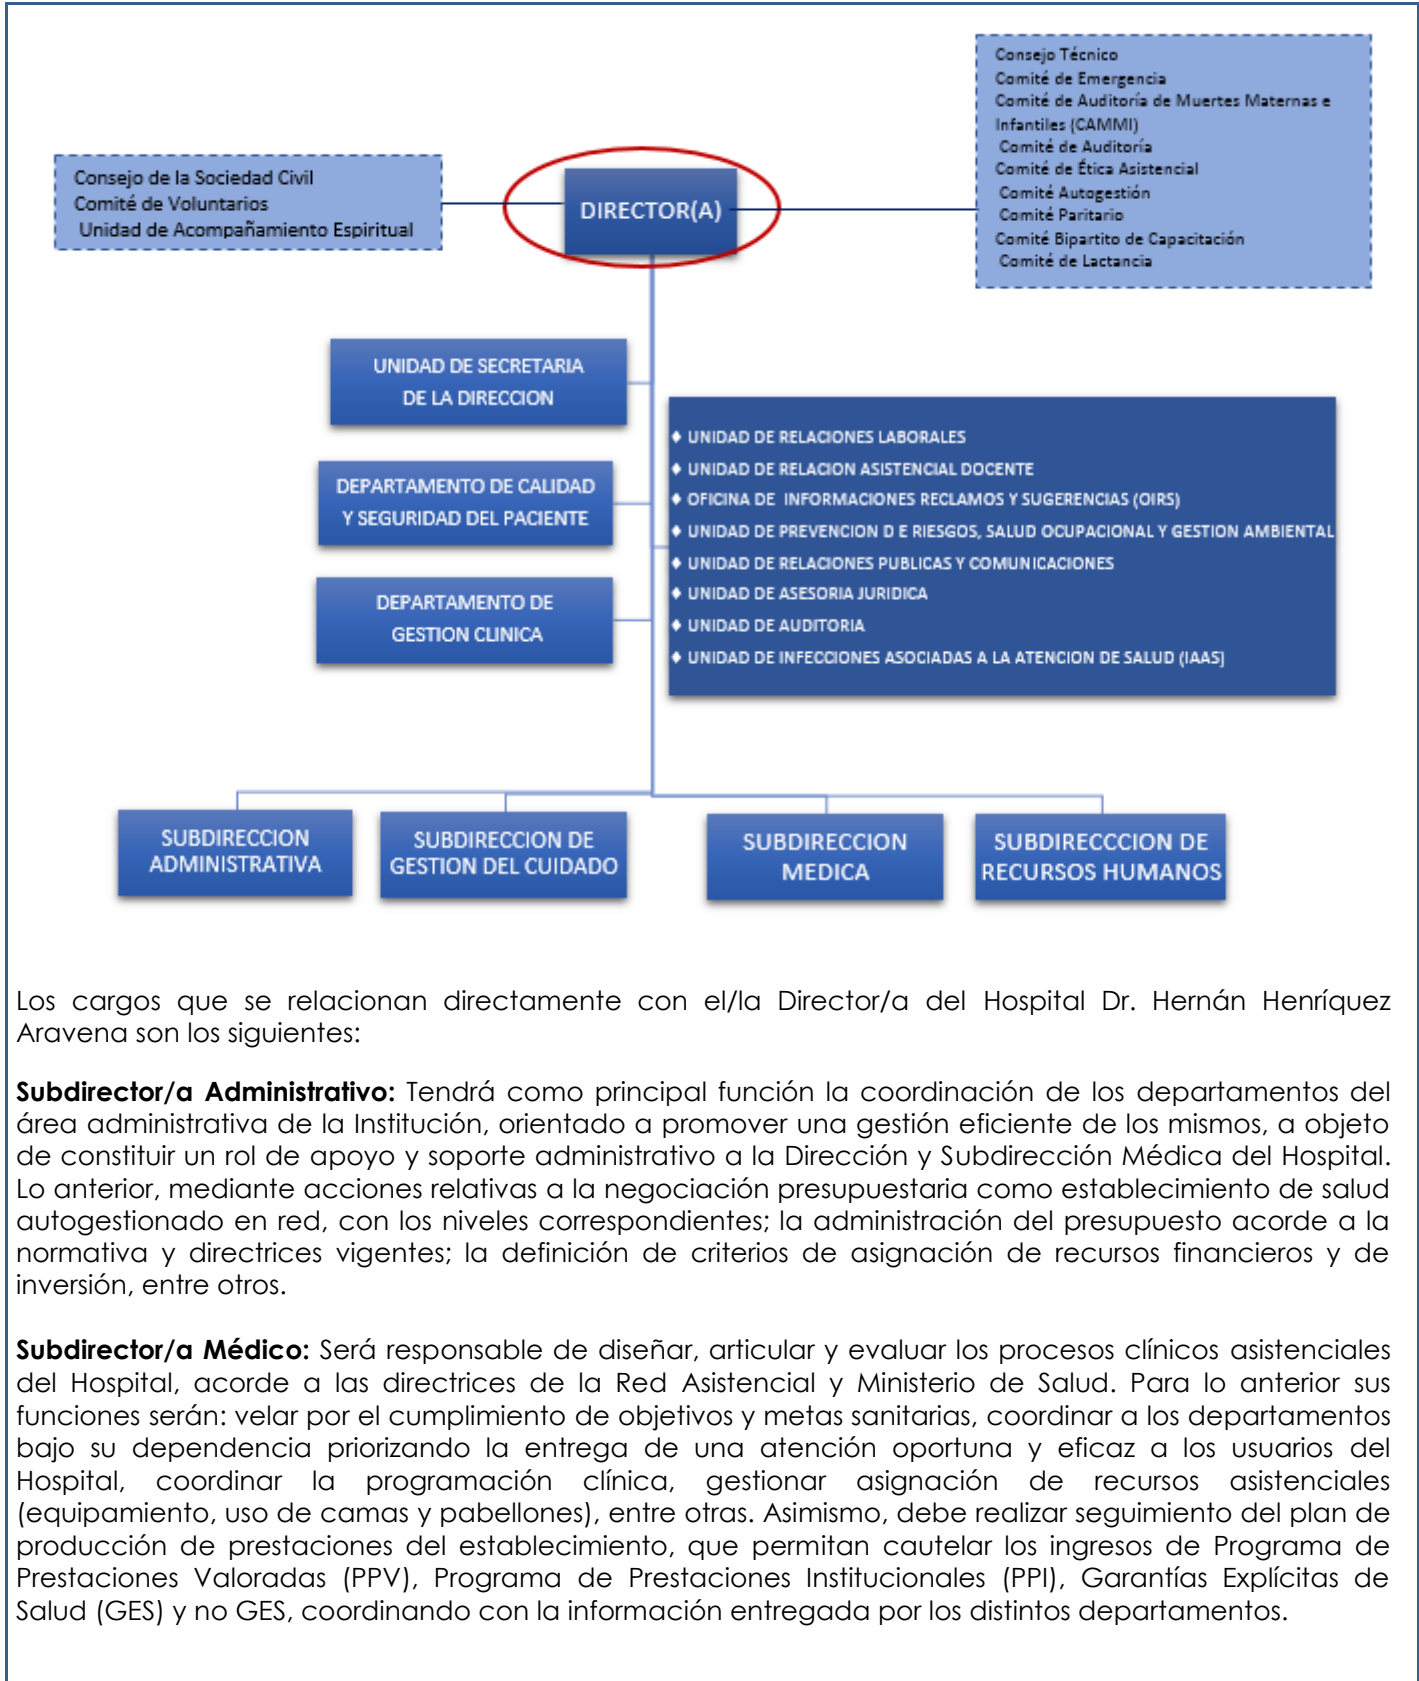 Consejo Técnico
Comité de Emergencia
Comité de Auditoría de Muertes Maternas e
Infantiles (CAMMI)
Comité de Auditoría
Comité de Ética Asistencial
Comité Autogestión
Comité Paritario
Comité Bipartito de Capacitación
Comité de Lactancia
Consejo de la Sociedad Civil
Comité de Voluntarios
Unidad de Acompañamiento Espiritual
DIRECTOR(A)
UNIDAD DE SECRETARIA
DE LA DIRECCION
DEPARTAMENTO DE CALIDAD
Y SEGURIDAD DEL PACIENTE
DEPARTAMENTO DE
GESTION CLINICA
♦ UNIDAD DE RELACIONES LABORALES
♦ UNIDAD DE RELACION ASISTENCIAL DOCENTE
♦ OFICINA DE INFORMACIONES RECLAMOS Y SUGERENCIAS (OIRS)
♦ UNIDAD DE PREVENCION D E RIESGOS, SALUD OCUPACIONAL Y GESTION AMBIENTAL
♦ UNIDAD DE RELACIONES PUBLICAS Y COMUNICACIONES
♦ UNIDAD DE ASESORIA JURIDICA
♦ UNIDAD DE AUDITORIA
♦ UNIDAD DE INFECCIONES ASOCIADAS A LA ATENCION DE SALUD (IAAS)
SUBDIRECCION
ADMINISTRATIVA
SUBDIRECCION DE
GESTION DEL CUIDADO
SUBDIRECCION
MEDICA
SUBDIRECCCION DE
RECURSOS HUMANOS
Los cargos que se relacionan directamente con el/la Director/a del Hospital Dr. Hernán Henríquez
Aravena son los siguientes:
Subdirector/a Administrativo: Tendrá como principal función la coordinación de los departamentos del
área administrativa de la Institución, orientado a promover una gestión eficiente de los mismos, a objeto
de constituir un rol de apoyo y soporte administrativo a la Dirección y Subdirección Médica del Hospital.
Lo anterior, mediante acciones relativas a la negociación presupuestaria como establecimiento de salud
autogestionado en red, con los niveles correspondientes; la administración del presupuesto acorde a la
normativa y directrices vigentes; la definición de criterios de asignación de recursos financieros y de
inversión, entre otros.
Subdirector/a Médico: Será responsable de diseñar, articular y evaluar los procesos clínicos asistenciales
del Hospital, acorde a las directrices de la Red Asistencial y Ministerio de Salud. Para lo anterior sus
funciones serán: velar por el cumplimiento de objetivos y metas sanitarias, coordinar a los departamentos
bajo su dependencia priorizando la entrega de una atención oportuna y eficaz a los usuarios del
Hospital, coordinar la programación clínica, gestionar asignación de recursos asistenciales
(equipamiento, uso de camas y pabellones), entre otras. Asimismo, debe realizar seguimiento del plan de
producción de prestaciones del establecimiento, que permitan cautelar los ingresos de Programa de
Prestaciones Valoradas (PPV), Programa de Prestaciones Institucionales (PPI), Garantías Explícitas de
Salud (GES) y no GES, coordinando con la información entregada por los distintos departamentos.